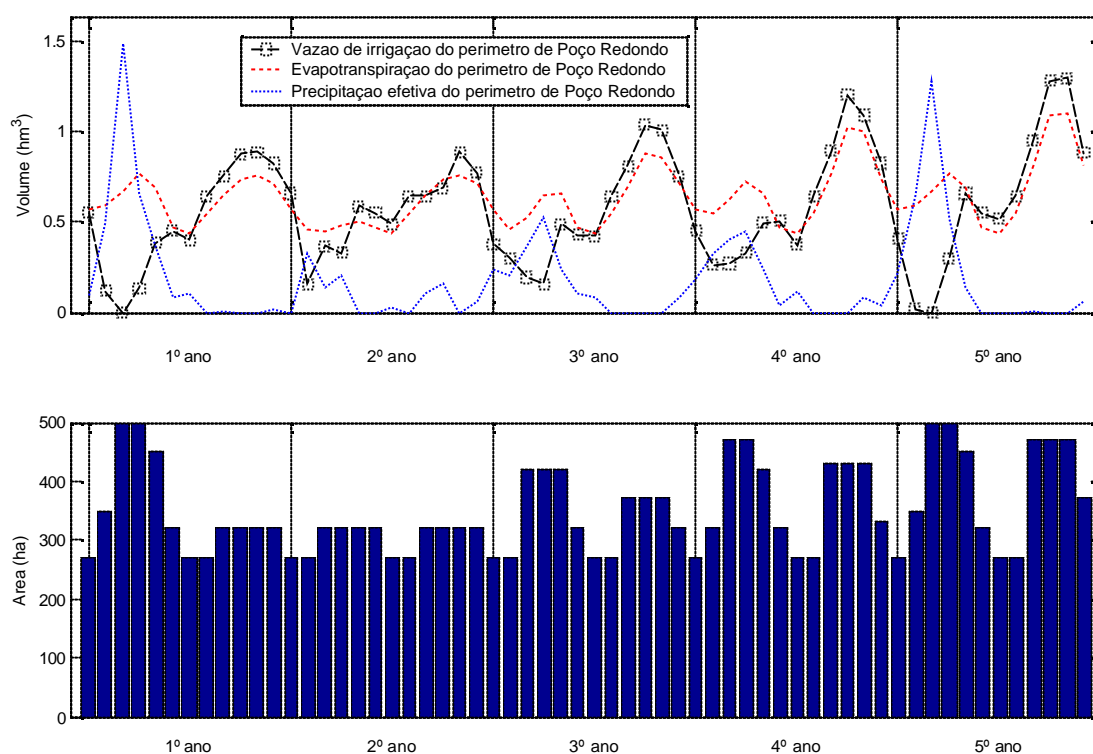 1.5
1
0.5
0
Volume (hm³)
Vazao de irrigaçao do perimetro de Poço Redondo
Evapotranspiraçao do perimetro de Poço Redondo
Precipitaçao efetiva do perimetro de Poço Redondo
1º ano 2º ano 3º ano 4º ano 5º ano
500
400
300
200
100
0
Area (ha)
1º ano 2º ano 3º ano 4º ano 5º ano